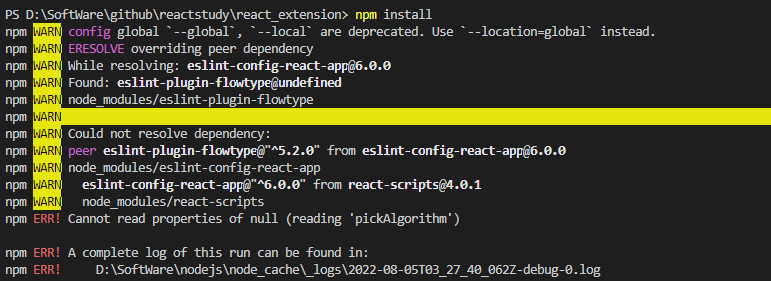 PS D:\SoftWare\github\reactstudy\react_extension> npm install
npm WARN config global `--global`, `--local` are deprecated. Use `--location=global` instead.
npm WARN ERESOLVE overriding peer dependency
npm WARN While resolving: eslint-config-react-app@6.0.0
npm WARN Found: eslint-plugin-flowtype@undefined
npm WARN node_modules/eslint-plugin-flowtype
npm WARN
npm WARN Could not resolve dependency:
npm WARN peer eslint-plugin-flowtype@"^5.2.0" from eslint-config-react-app@6.0.0
npm WARN node_modules/eslint-config-react-app
npm WARN   eslint-config-react-app@"^6.0.0" from react-scripts@4.0.1
npm WARN   node_modules/react-scripts
npm ERR! Cannot read properties of null (reading 'pickAlgorithm')
npm ERR! A complete log of this run can be found in:
npm ERR!     D:\SoftWare\nodejs\node_cache\_logs\2022-08-05T03_27_40_062Z-debug-0.log